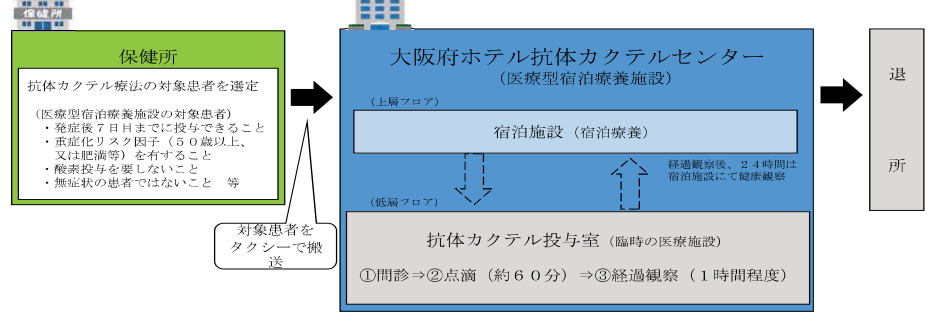 保健所
保健所
抗体カクテル療法の対象患者を選定
（医療型宿泊療養施設の対象患者）
・発症後７日目までに投与できること
・重症化リスク因子（５０歳以上、
又は肥満等）を有すること
・酸素投与を要しないこと
・無症状の患者ではないこと　等
対象患者を
タクシーで搬
送
大阪府ホテル抗体カクテルセンター
（医療型宿泊療養施設）
（上層フロア）
宿泊施設（宿泊療養）
経過観察後、２４時間は
宿泊施設にて健康観察
（低層フロア）
抗体カクテル投与室（臨時の医療施設）
①問診⇒②点滴（約６０分）⇒③経過観察（１時間程度）
退
所